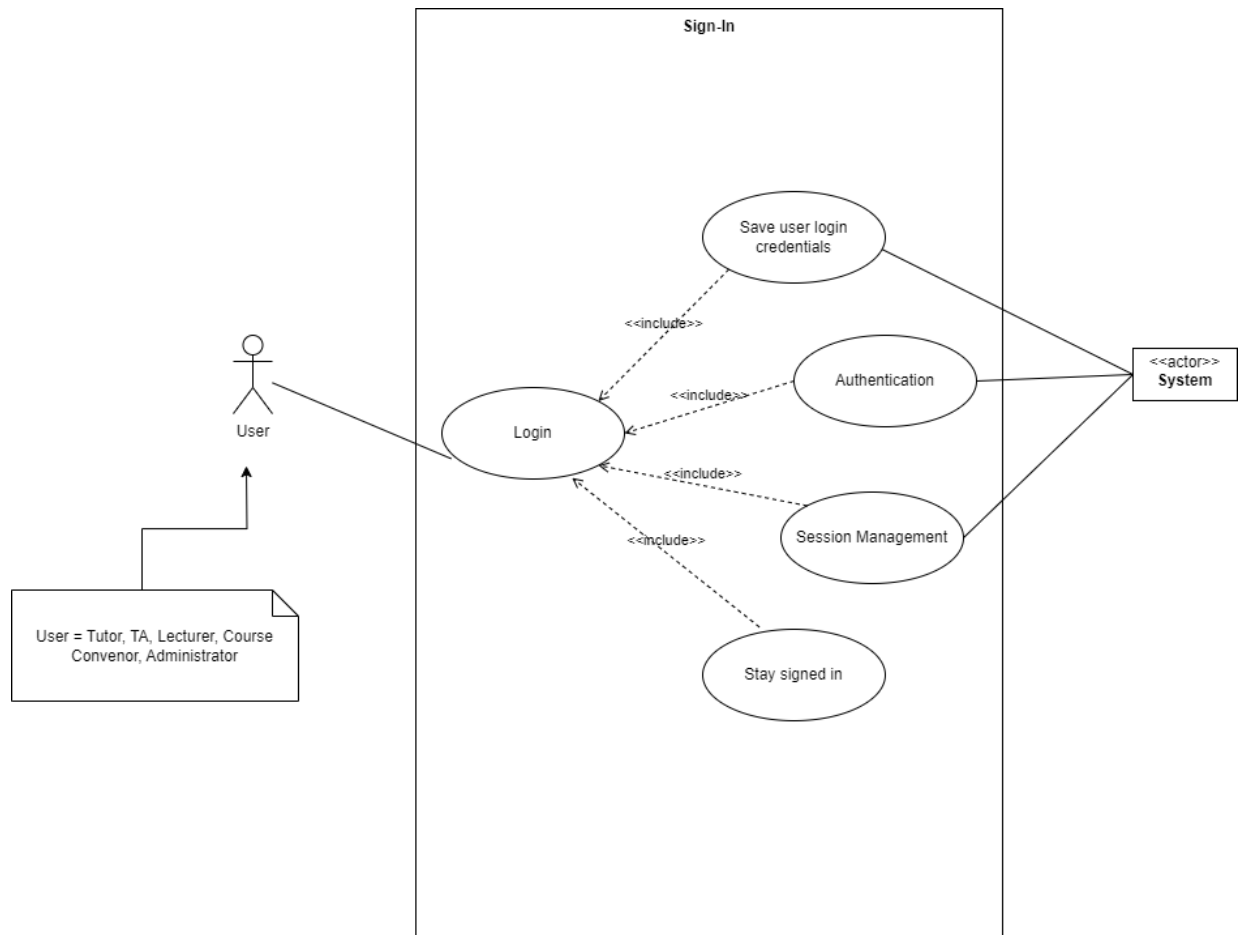 Sign-In
Save user login
credentials
<<include>>
<<actor>>
System
Authentication
<<include>>
User
Login
<<include>>
Session Management
<<include>>
User = Tutor, TA, Lecturer, Course
Convenor, Administrator
Stay signed in